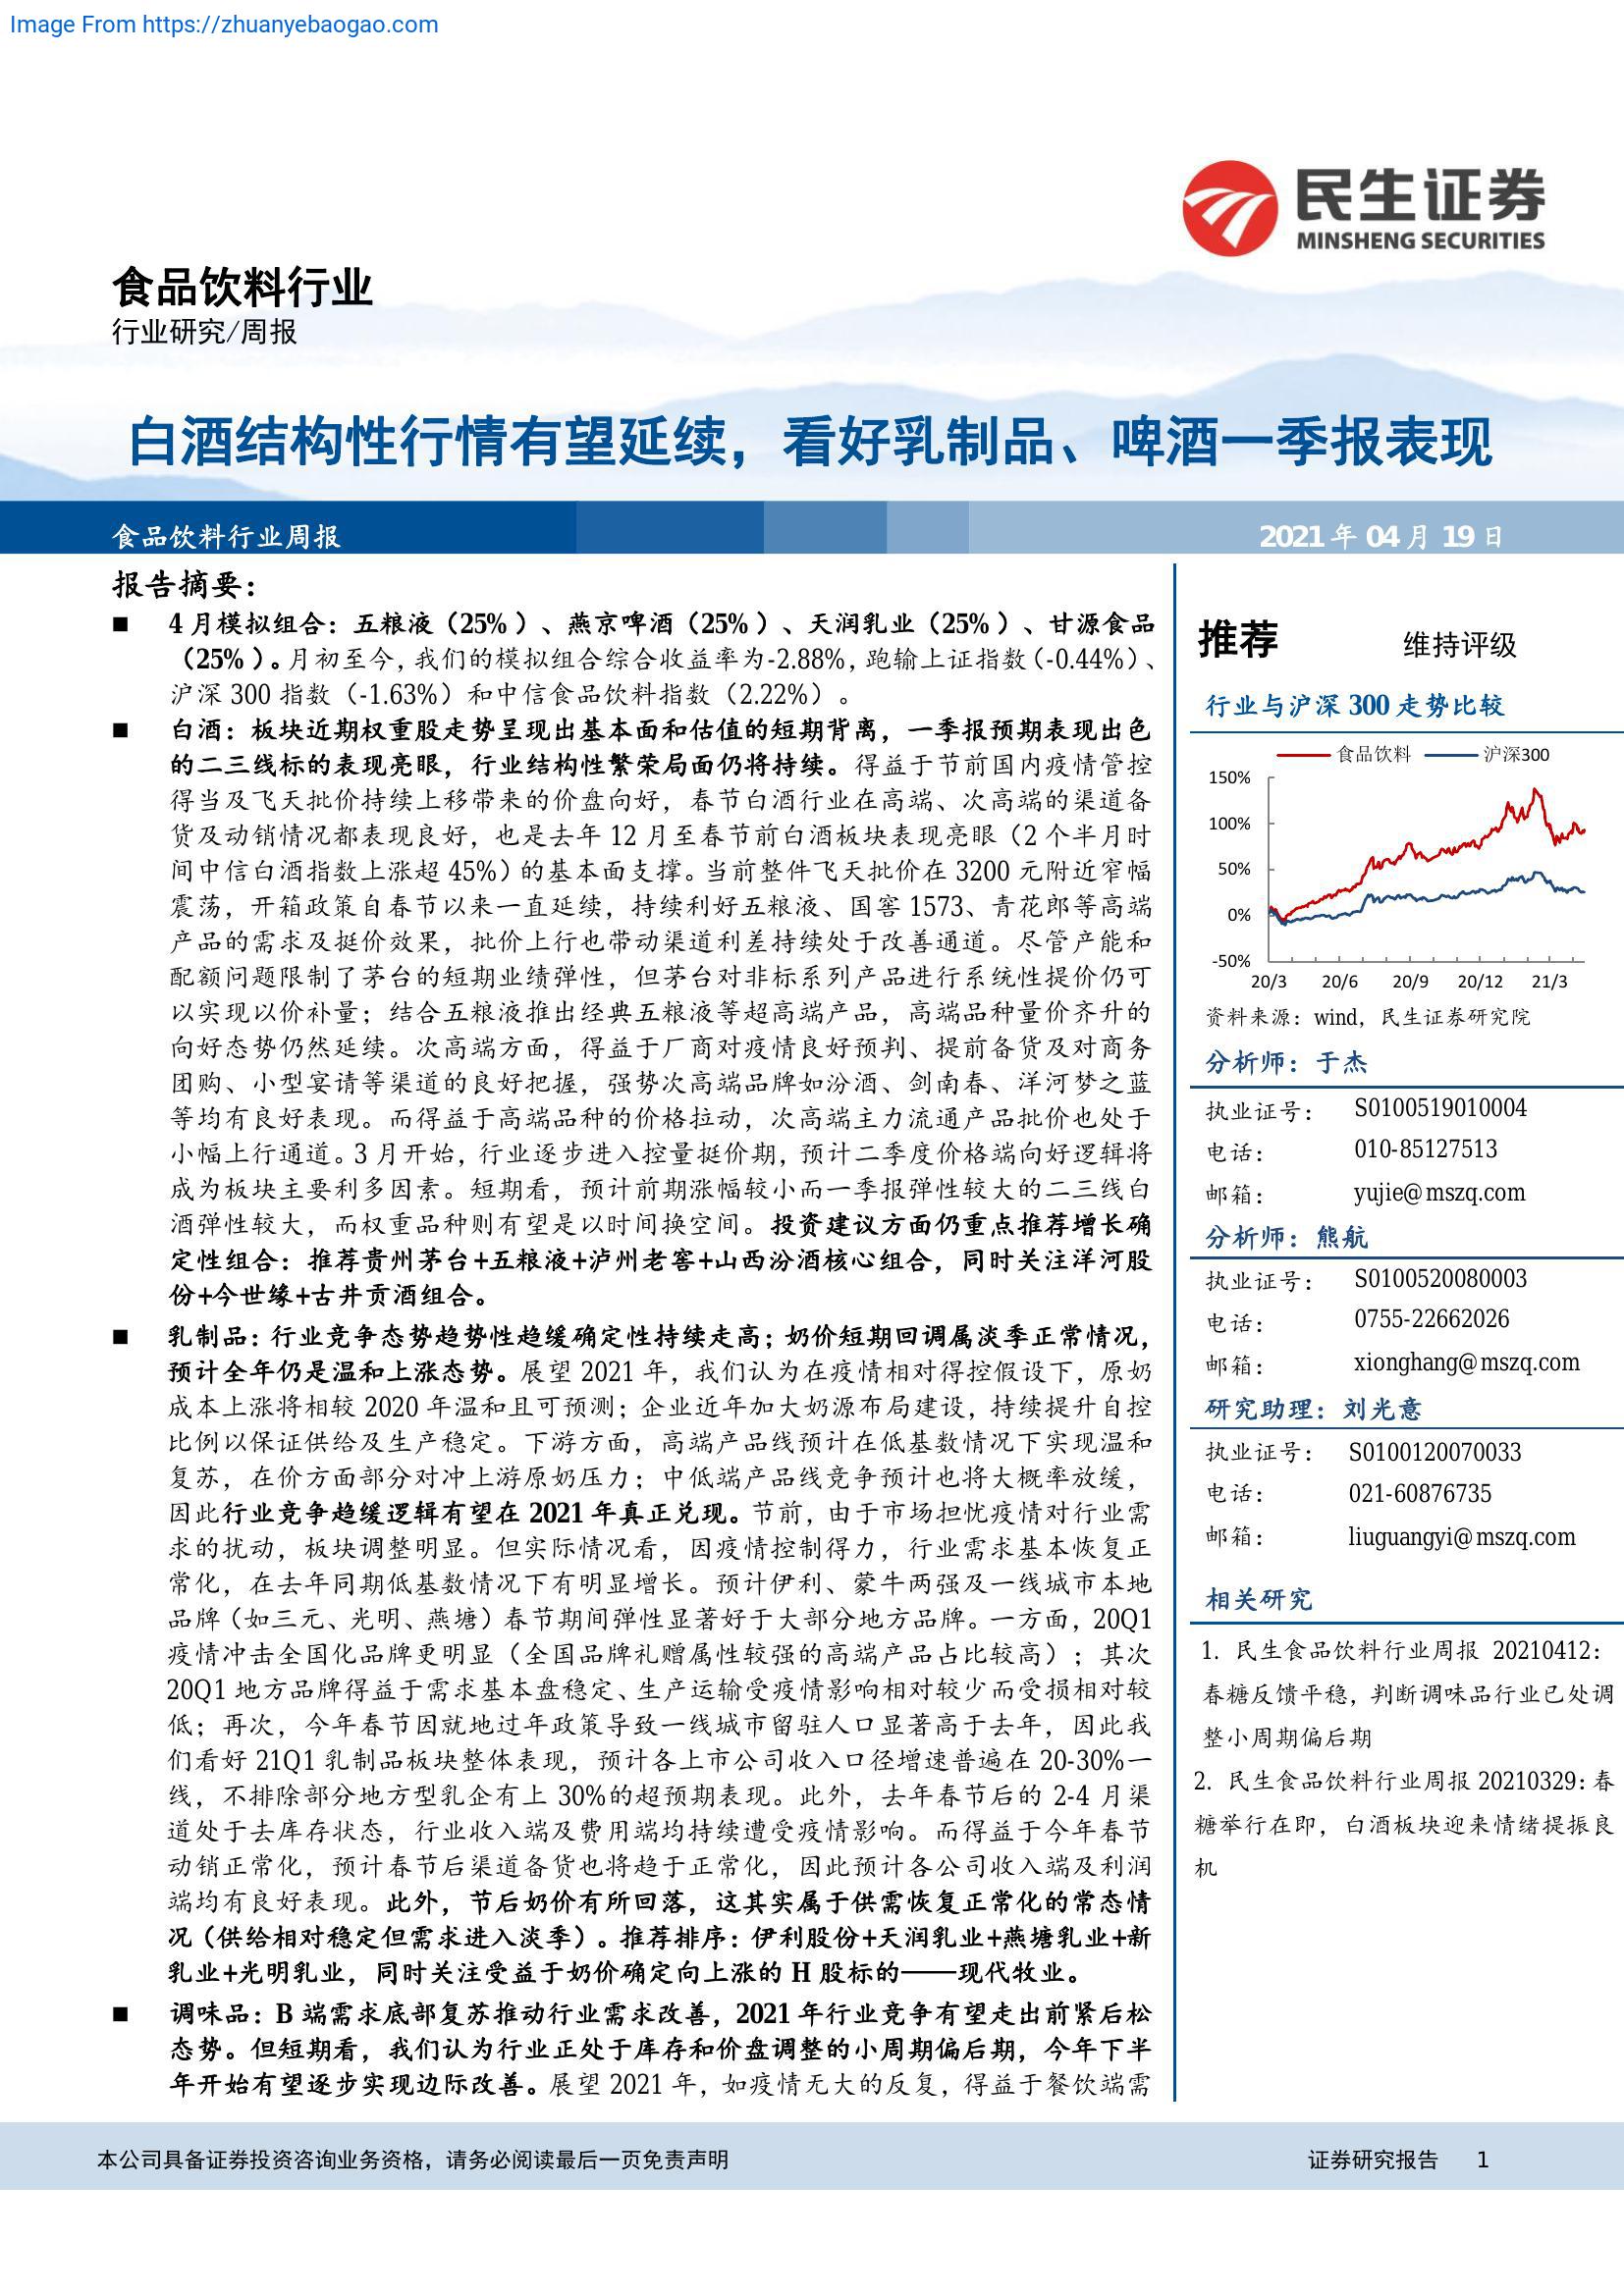 Image From https://zhuanyebaogao.com
民生证券
MINSHENG SECURITIES
食品饮料行业
行业研究/周报
白酒结构性行情有望延续，看好乳制品、啤酒一季报表现
食品饮料行业周报
2021 年 04 月 19 日
报告摘要：
■ 4 月模拟组合：五粮液（25%）、燕京啤酒（25%）、天润乳业（25%）、甘源食品
（25%）。月初至今，我们的模拟组合综合收益率为-2.88%，跑输上证指数（-0.44%）、
沪深 300 指数（-1.63%）和中信食品饮料指数（2.22%）。
■ 白酒：板块近期权重股走势呈现出基本面和估值的短期背离，一季报预期表现出色
的二三线标的表现亮眼，行业结构性繁荣局面仍将持续。得益于节前国内疫情管控
得当及飞天批价持续上移带来的价盘向好，春节白酒行业在高端、次高端的渠道备
货及动销情况都表现良好，也是去年 12 月至春节前白酒板块表现亮眼（2 个半月时
间中信白酒指数上涨超 45%）的基本面支撑。当前整件飞天批价在 3200 元附近窄幅
震荡，开箱政策自春节以来一直延续，持续利好五粮液、国窖 1573、青花郎等高端
产品的需求及挺价效果，批价上行也带动渠道利差持续处于改善通道。尽管产能和
配额问题限制了茅台的短期业绩弹性，但茅台对非标系列产品进行系统性提价仍可
以实现以价补量；结合五粮液推出经典五粮液等超高端产品，高端品种量价齐升的
向好态势仍然延续。次高端方面，得益于厂商对疫情良好预判、提前备货及对商务
团购、小型宴请等渠道的良好把握，强势次高端品牌如汾酒、剑南春、洋河梦之蓝
等均有良好表现。而得益于高端品种的价格拉动，次高端主力流通产品批价也处于
小幅上行通道。3 月开始，行业逐步进入控量挺价期，预计二季度价格端向好逻辑将
成为板块主要利多因素。短期看，预计前期涨幅较小而一季报弹性较大的二三线白
酒弹性较大，而权重品种则有望是以时间换空间。投资建议方面仍重点推荐增长确
定性组合：推荐贵州茅台+五粮液+泸州老窖+山西汾酒核心组合，同时关注洋河股
份+今世缘+古井贡酒组合。
■ 乳制品：行业竞争态势趋势性趋缓确定性持续走高；奶价短期回调属淡季正常情况，
预计全年仍是温和上涨态势。展望 2021 年，我们认为在疫情相对得控假设下，原奶
成本上涨将相较 2020 年温和且可预测；企业近年加大奶源布局建设，持续提升自控
比例以保证供给及生产稳定。下游方面，高端产品线预计在低基数情况下实现温和
复苏，在价方面部分对冲上游原奶压力；中低端产品线竞争预计也将大概率放缓，
因此行业竞争趋缓逻辑有望在 2021 年真正兑现。节前，由于市场担忧疫情对行业需
求的扰动，板块调整明显。但实际情况看，因疫情控制得力，行业需求基本恢复正
常化，在去年同期低基数情况下有明显增长。预计伊利、蒙牛两强及一线城市本地
品牌（如三元、光明、燕塘）春节期间弹性显著好于大部分地方品牌。一方面，20Q1
疫情冲击全国化品牌更明显（全国品牌礼赠属性较强的高端产品占比较高）；其次
20Q1 地方品牌得益于需求基本盘稳定、生产运输受疫情影响相对较少而受损相对较
低；再次，今年春节因就地过年政策导致一线城市留驻人口显著高于去年，因此我
们看好 21Q1 乳制品板块整体表现，预计各上市公司收入口径增速普遍在 20-30%一
线，不排除部分地方型乳企有上 30%的超预期表现。此外，去年春节后的 2-4 月渠
道处于去库存状态，行业收入端及费用端均持续遭受疫情影响。而得益于今年春节
动销正常化，预计春节后渠道备货也将趋于正常化，因此预计各公司收入端及利润
端均有良好表现。此外，节后奶价有所回落，这其实属于供需恢复正常化的常态情
况（供给相对稳定但需求进入淡季）。推荐排序：伊利股份+天润乳业+燕塘乳业+新
乳业+光明乳业，同时关注受益于奶价确定向上涨的 H 股标的——现代牧业。
■ 调味品：B 端需求底部复苏推动行业需求改善，2021 年行业竞争有望走出前紧后松
态势。但短期看，我们认为行业正处于库存和价盘调整的小周期偏后期，今年下半
年开始有望逐步实现边际改善。展望 2021 年，如疫情无大的反复，得益于餐饮端需
推荐 维持评级
行业与沪深 300 走势比较
食品饮料 沪深300
150%
100%
50%
0%
-50%
20/3 20/6 20/9 20/12 21/3
资料来源：wind，民生证券研究院
分析师：于杰
执业证号： S0100519010004
电话： 010-85127513
邮箱： yujie@mszq.com
分析师：熊航
执业证号： S0100520080003
电话： 0755-22662026
邮箱： xionghang@mszq.com
研究助理：刘光意
执业证号： S0100120070033
电话： 021-60876735
邮箱： liuguangyi@mszq.com
相关研究
1. 民生食品饮料行业周报 20210412：
春糖反馈平稳，判断调味品行业已处调
整小周期偏后期
2. 民生食品饮料行业周报 20210329：春
糖举行在即，白酒板块迎来情绪提振良
机
本公司具备证券投资咨询业务资格，请务必阅读最后一页免责声明
证券研究报告 1